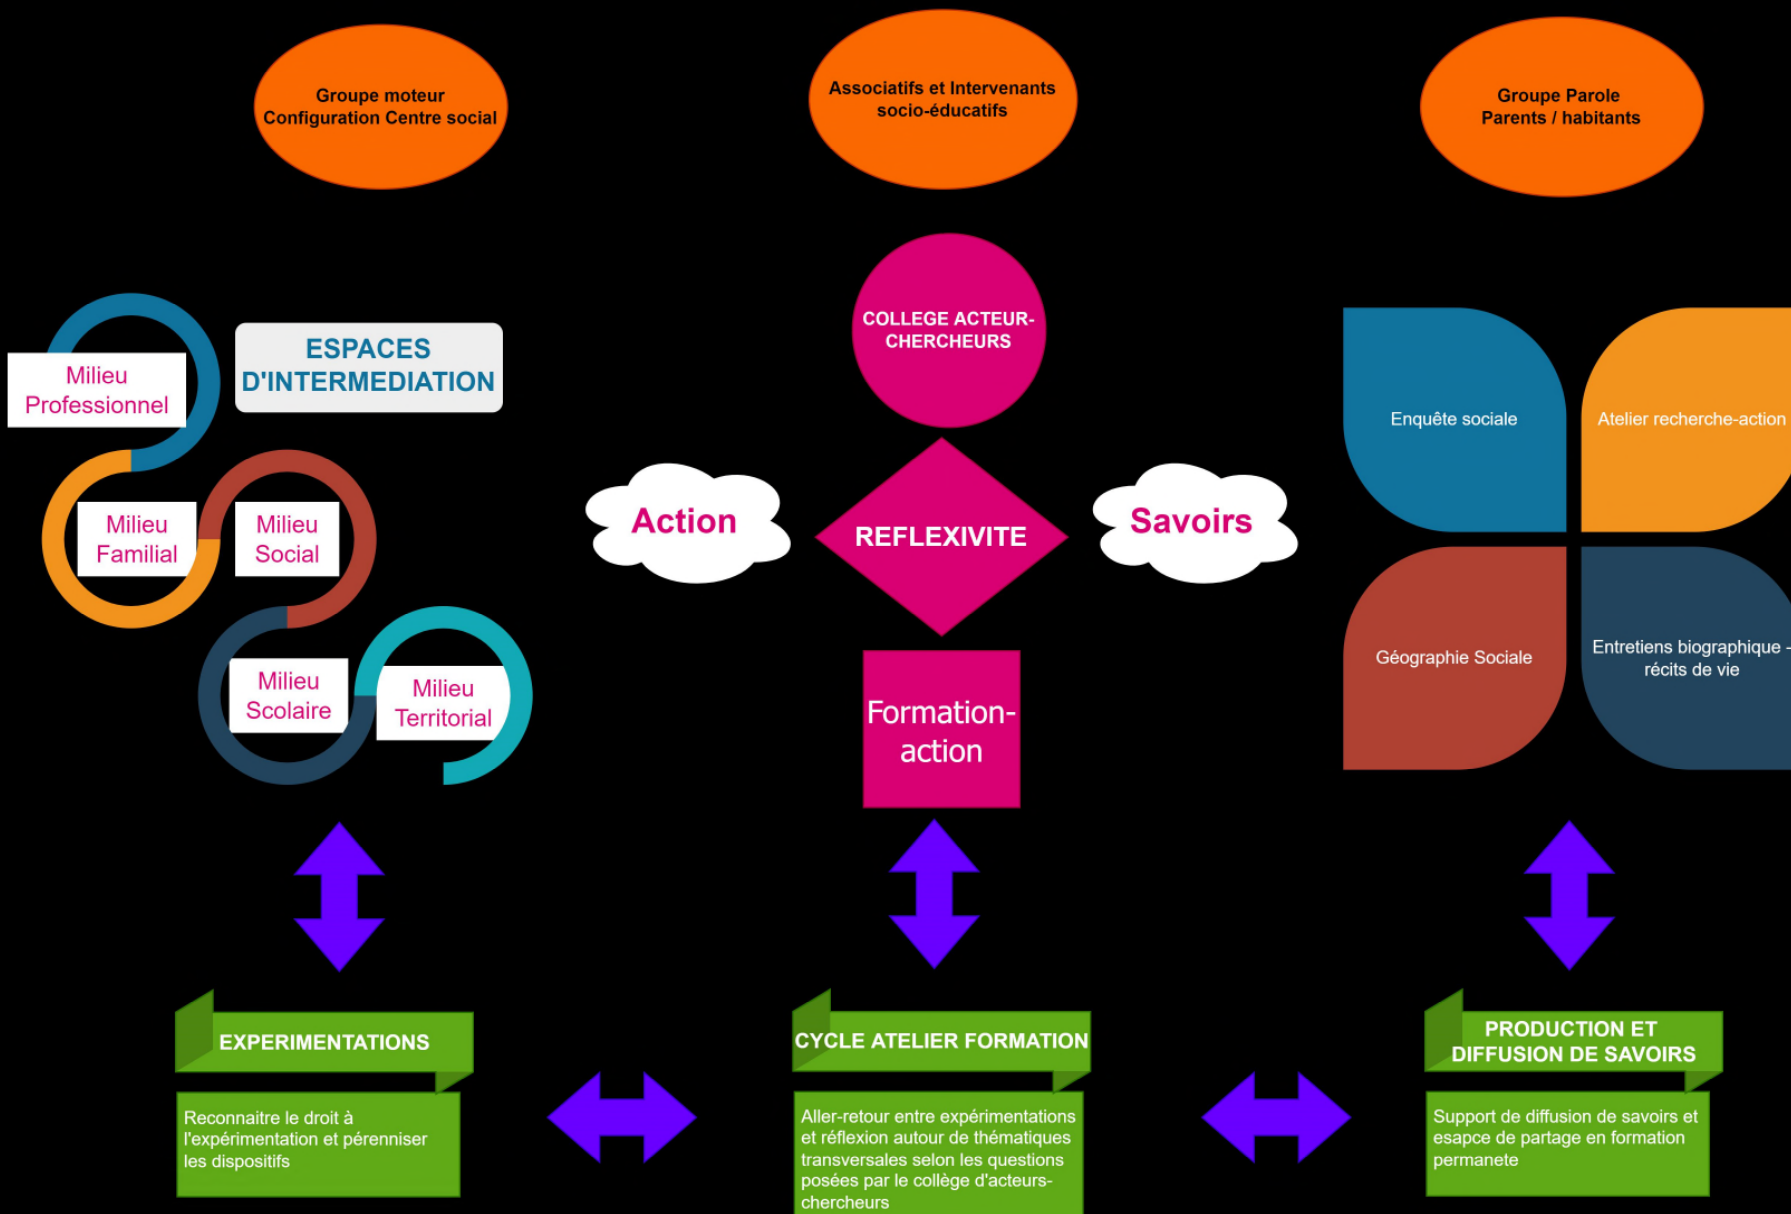 Groupe moteur
Configuration Centre social
Associatifs et Intervenants
socio-éducatifs
Groupe Parole
Parents / habitants
ESPACES
D'INTERMEDIATION
Milieu
Professionnel
Milieu
Familial
Milieu
Social
Milieu
Scolaire
Milieu
Territorial
COLLEGE ACTEUR-
CHERCHEURS
Action
REFLEXIVITE
Savoirs
Formation-
action
Enquête sociale
Atelier recherche-action
Géographie Sociale
Entretiens biographique -
récits de vie
EXPERIMENTATIONS
Reconnaitre le droit à
l'expérimentation et pérenniser
les dispositifs
CYCLE ATELIER FORMATION
Aller-retour entre expérimentations
et réflexion autour de thématiques
transversales selon les questions
posées par le collège d'acteurs-
chercheurs
PRODUCTION ET
DIFFUSION DE SAVOIRS
Support de diffusion de savoirs et
esapce de partage en formation
permanete